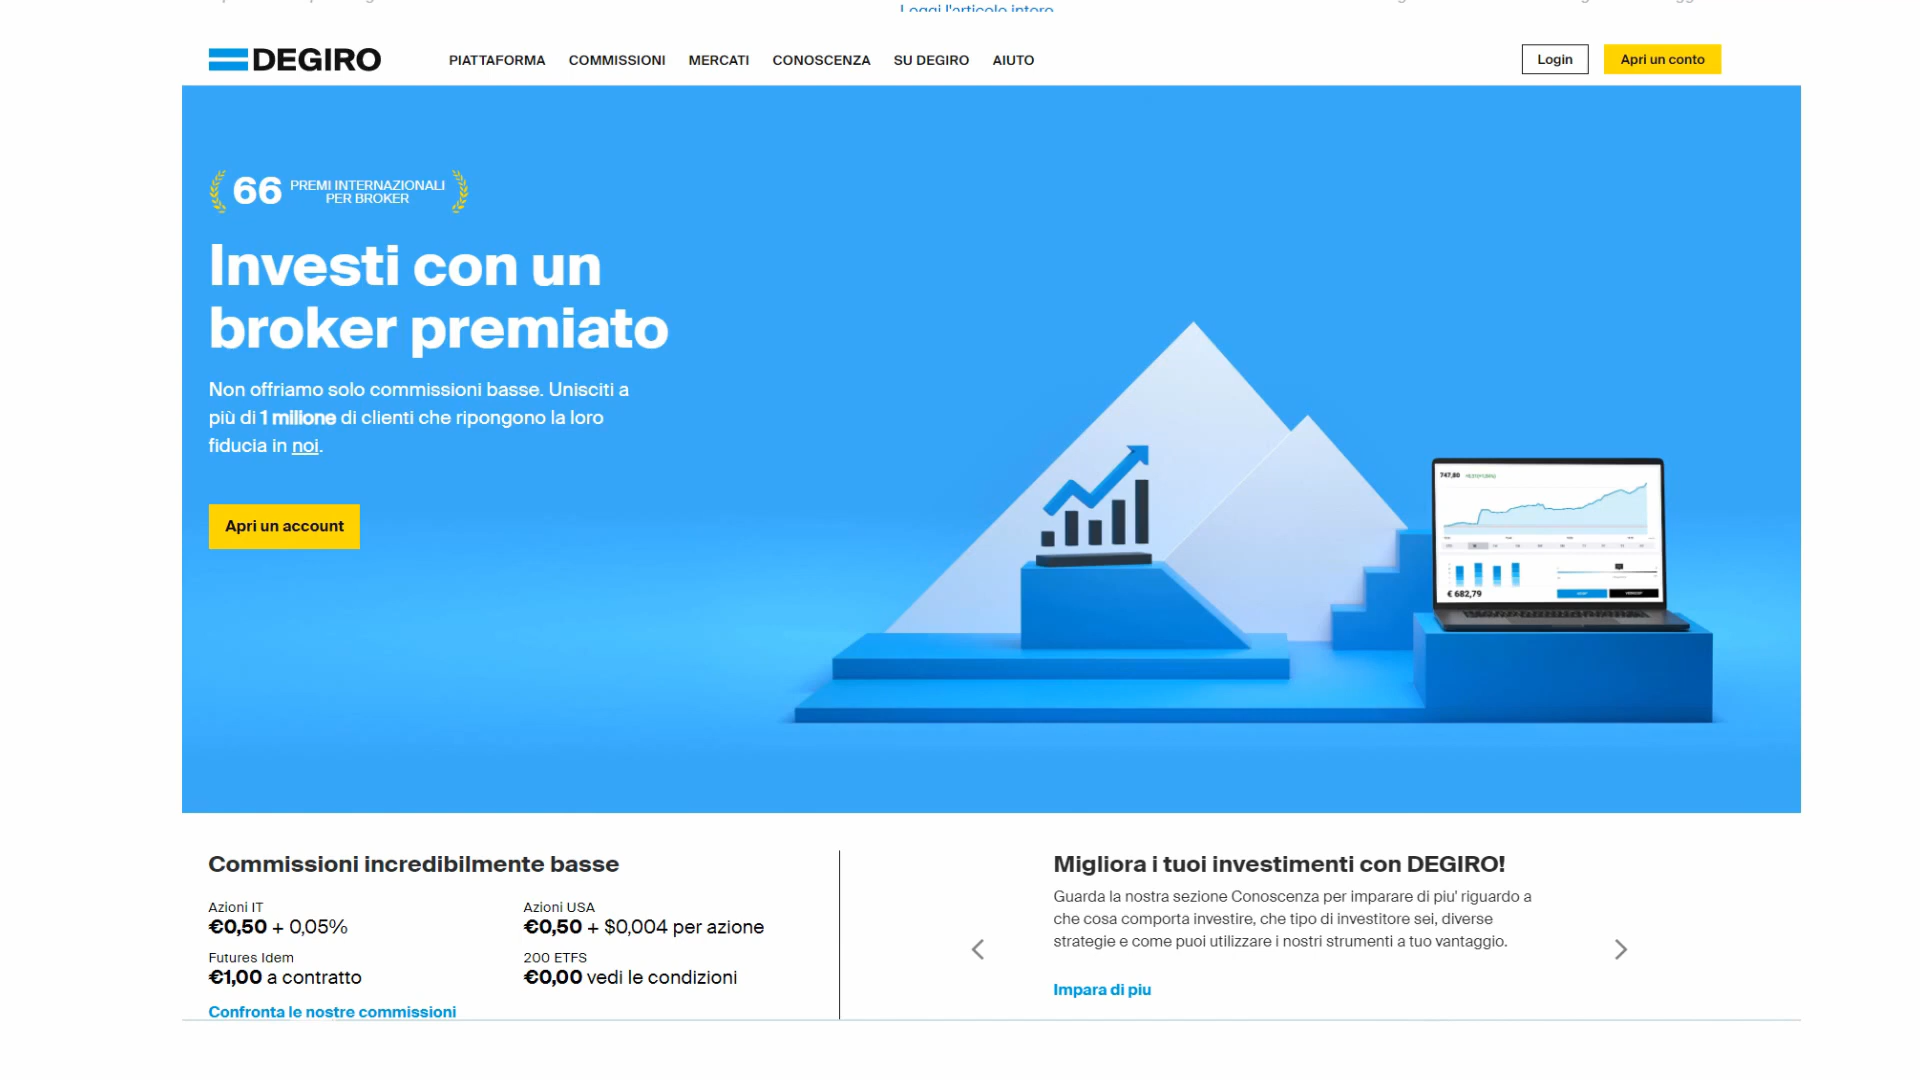 Leggi l'articolo intero
DEGIRO
PIATTAFORMA COMMISSIONI MERCATI CONOSCENZA SU DEGIRO AIUTO
Login
Apri un conto
66 PREMI INTERNAZIONALI
PER BROKER
Investi con un
broker premiato
Non offriamo solo commissioni basse. Unisciti a
più di 1 milione di clienti che ripongono la loro
fiducia in noi.
Apri un account
747,80
€ 682,79
Commissioni incredibilmente basse
Azioni IT
€0,50 + 0,05%
Azioni USA
€0,50 + $0,004 per azione
Futures Idem
€1,00 a contratto
200 ETFS
€0,00 vedi le condizioni
Confronta le nostre commissioni
Migliora i tuoi investimenti con DEGIRO!
Guarda la nostra sezione Conoscenza per imparare di piu' riguardo a
che cosa comporta investire, che tipo di investitore sei, diverse
strategie e come puoi utilizzare i nostri strumenti a tuo vantaggio.
Impara di piu